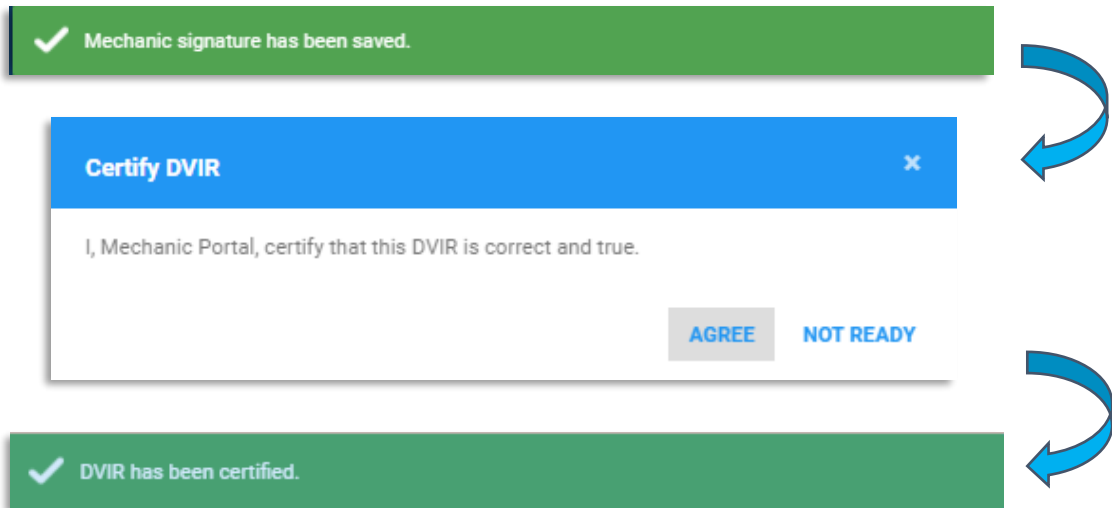 Mechanic signature has been saved.
Certify DVIR
I, Mechanic Portal, certify that this DVIR is correct and true.
AGREE NOT READY
DVIR has been certified.